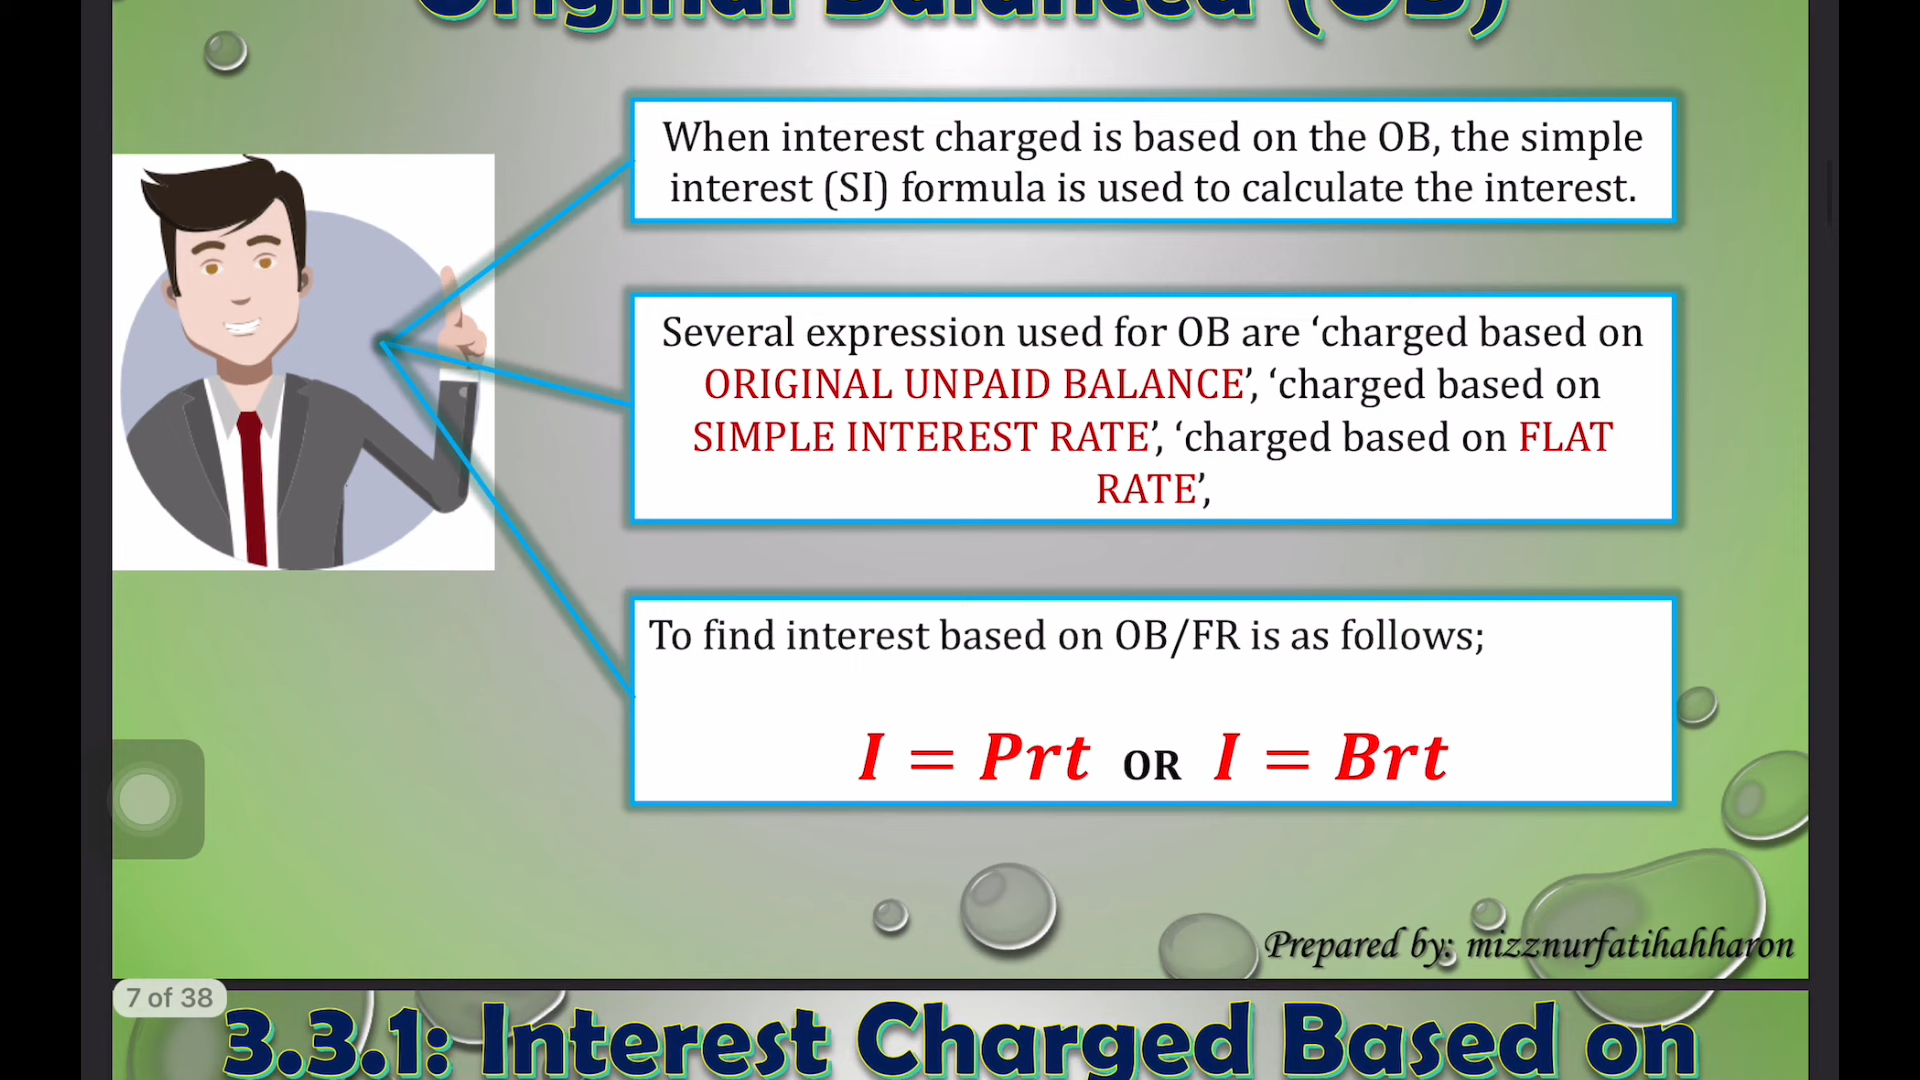 Original Balanced (OB)
When interest charged is based on the OB, the simple
interest (SI) formula is used to calculate the interest.
Several expression used for OB are ‘charged based on
ORIGINAL UNPAID BALANCE’, ‘charged based on
SIMPLE INTEREST RATE’, ‘charged based on FLAT
RATE’,
To find interest based on OB/FR is as follows;
I = Prt OR I = Brt
Prepared by: mizznurfatihahharon
7 of 38
3.3.1: Interest Charged Based on